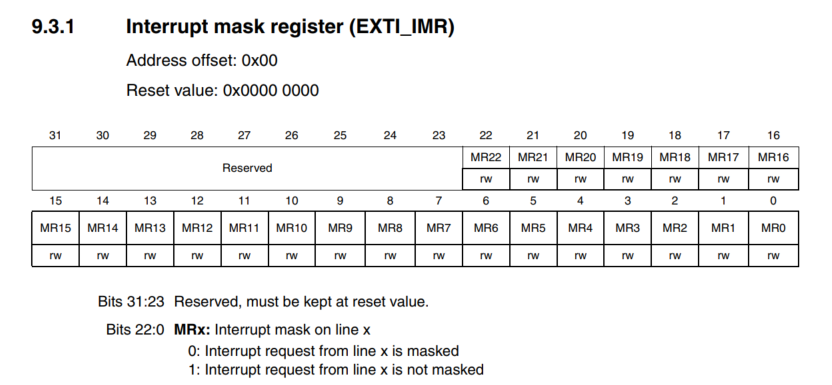 9.3.1 Interrupt mask register (EXTI_IMR)
Address offset: 0x00
Reset value: 0x0000 0000
31 30 29 28 27 26 25 24 23 22 21 20 19 18 17 16
Reserved MR22 MR21 MR20 MR19 MR18 MR17 MR16
rw rw rw rw rw rw rw
15 14 13 12 11 10 9 8 7 6 5 4 3 2 1 0
MR15 MR14 MR13 MR12 MR11 MR10 MR9 MR8 MR7 MR6 MR5 MR4 MR3 MR2 MR1 MR0
rw rw rw rw rw rw rw rw rw rw rw rw rw rw rw rw
Bits 31:23 Reserved, must be kept at reset value.
Bits 22:0 MRx: Interrupt mask on line x
0: Interrupt request from line x is masked
1: Interrupt request from line x is not masked